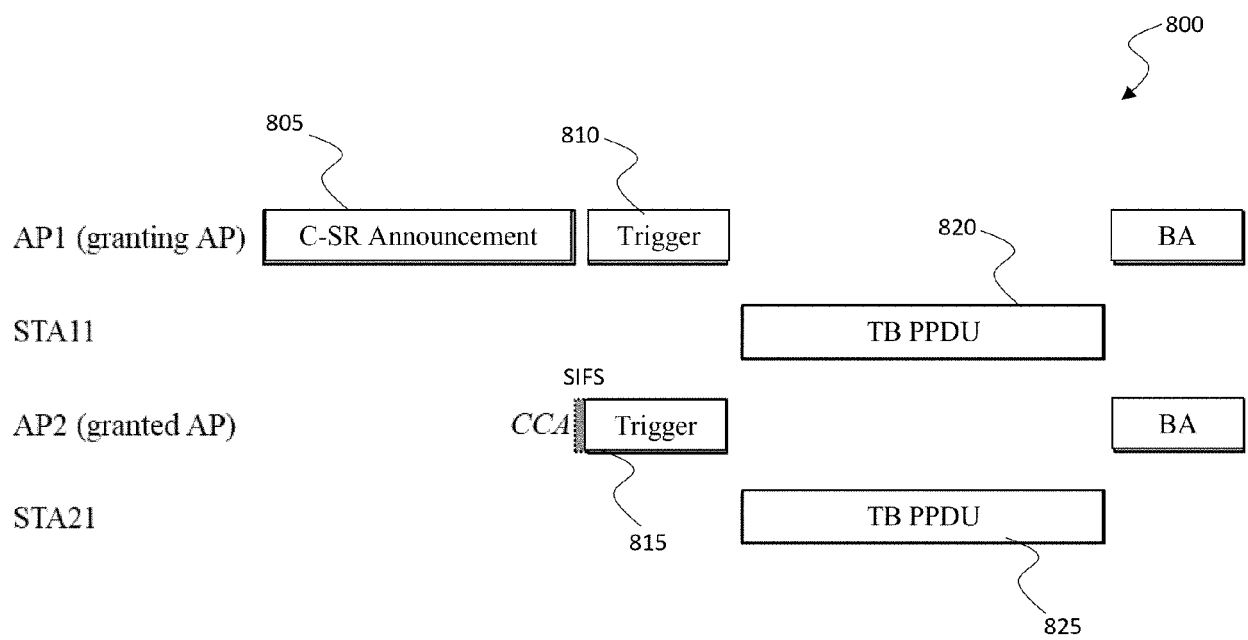 800
805
810
AP1 (granting AP)
C-SR Announcement
Trigger
820
BA
STA11
TB PPDU
SIFS
AP2 (granted AP)
CCA
Trigger
BA
STA21
TB PPDU
815
825